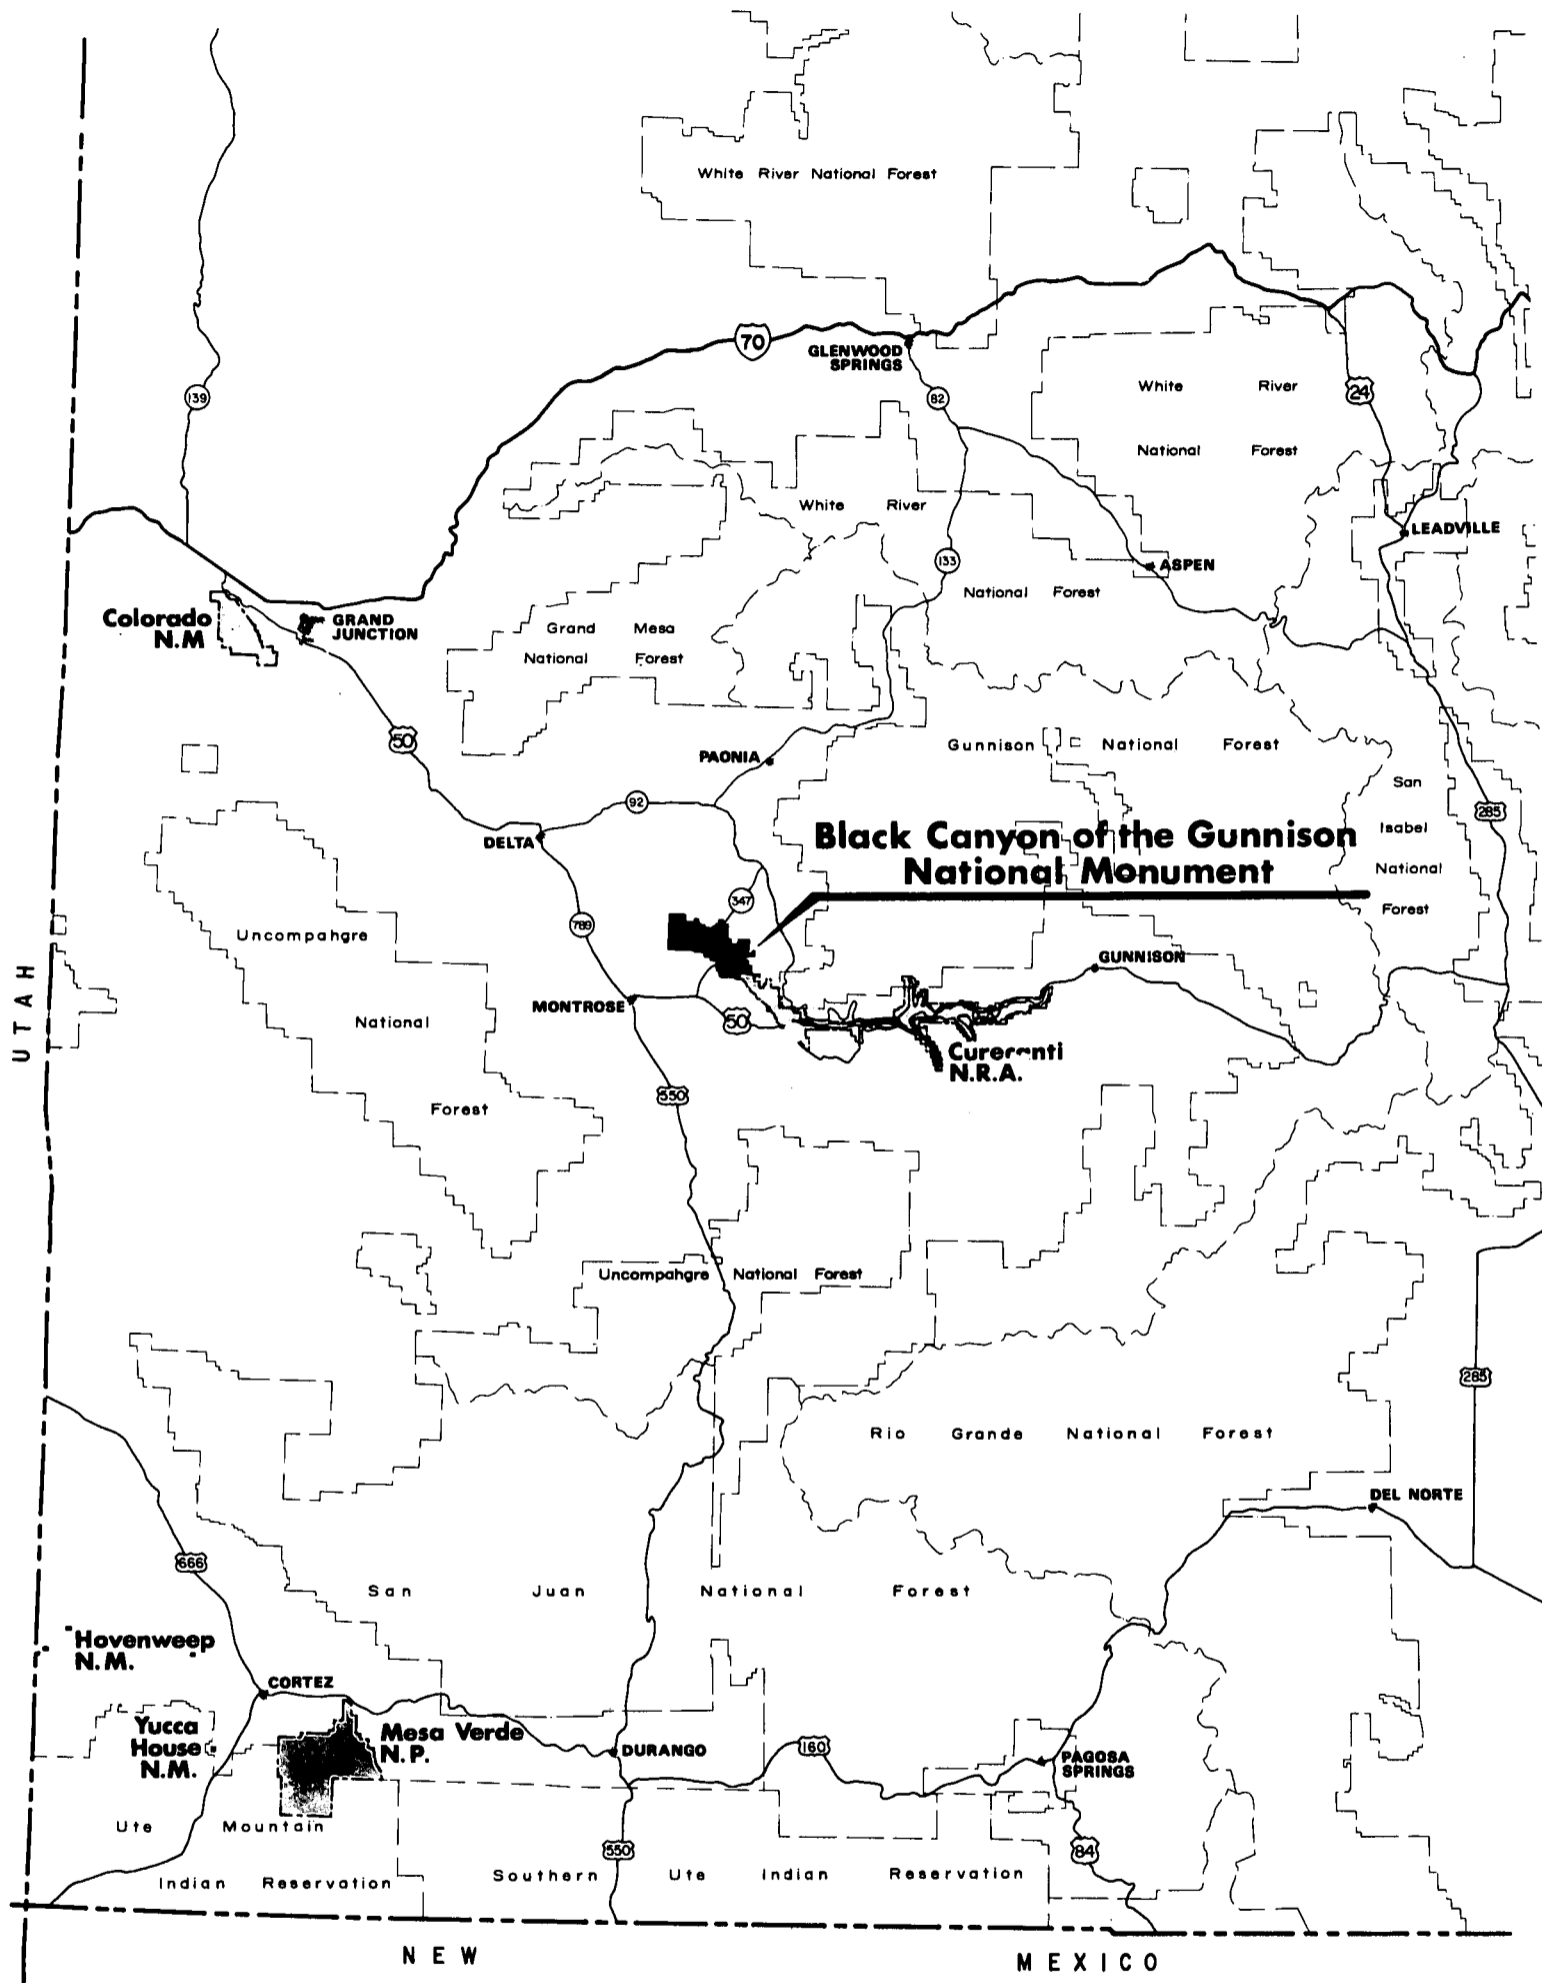 White River National Forest
70
GLENWOOD
SPRINGS
139
82
White River
National Forest
24
White River
National Forest
133
LEADVILLE
ASPEN
Colorado
N.M
GRAND
JUNCTION
Grand Mesa
National Forest
50
PAONIA
Gunnison National Forest
San
Isabel
National
Forest
285
92
DELTA
Black Canyon of the Gunnison
National Monument
347
789
Uncompahgre
National
Forest
UTAH
GUNNISON
MONTROSE
50
Curecanti
N.R.A.
550
Uncompahgre National Forest
285
Rio Grande National Forest
DEL NORTE
666
San Juan National Forest
Hovenweep
N.M.
CORTEZ
Yucca
House
N.M.
Mesa Verde
N.P.
DURANGO
160
PAGOSA
SPRINGS
Ute Mountain
Indian Reservation
550
Southern Ute Indian Reservation
84
NEW MEXICO